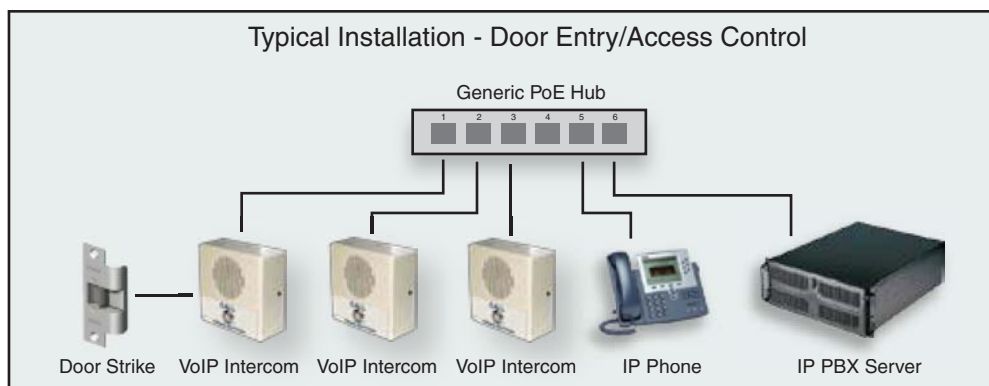 Typical Installation - Door Entry/Access Control
Generic PoE Hub
1 2 3 4 5 6
Door Strike VoIP Intercom VoIP Intercom VoIP Intercom IP Phone IP PBX Server